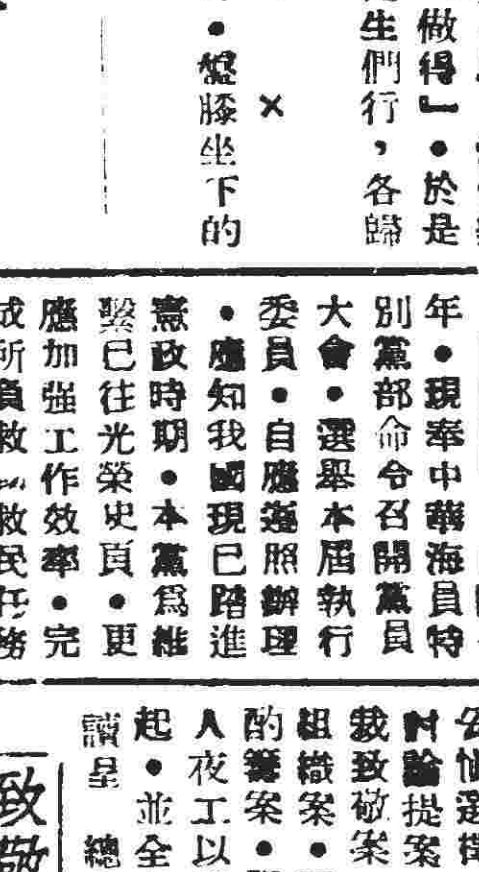 做得』●於是
生們行，各歸
×
●盤膝坐下的
年●現奉中華海員特
別黨部命令召開黨員
大會●選舉本届執行
委員●自應遵照辦理
●應知我國現已踏進
憲政時期●本黨爲維
繫已往光榮史頁●更
應加强工作效率●完
成所負救 救民任務
討論提案
裁致敬案
組織案●
酌 案●
人夜工以
起●並全
讀呈 總
致敬